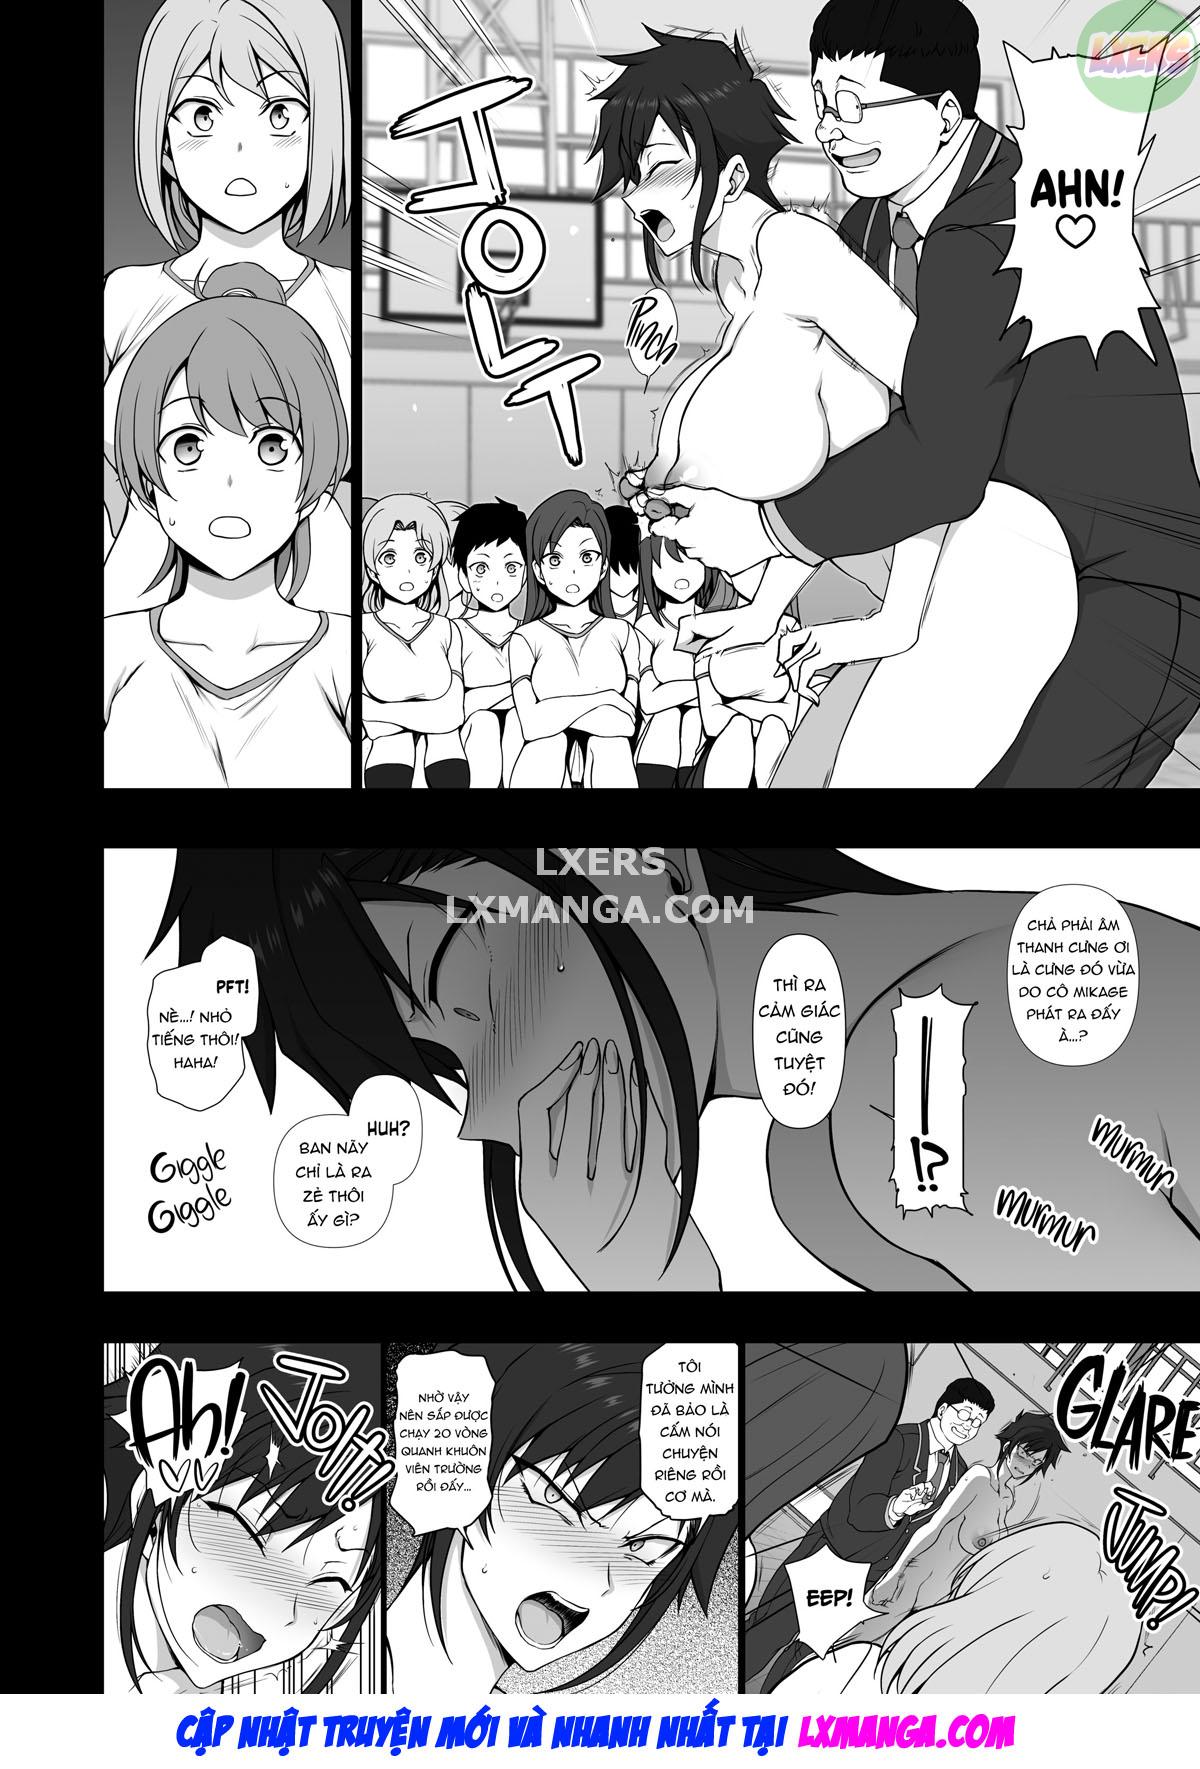 LXERS
AHN!
♡
JOLT
Pinch
LXERS
LXMANGA.COM
CHẢ PHẢI ÂM
THANH CƯNG ƠI
LÀ CƯNG ĐÓ VỪA
DO CÔ MIKAGE
PHÁT RA ĐẤY
À...?
!?
THÌ RA
CẢM GIÁC
CŨNG
TUYỆT
ĐÓ!
MURMUR
MURMUR
PFT!
NÈ...! NHỎ
TIẾNG THÔI!
HAHA!
HUH?
BAN NÃY
CHỈ LÀ RA
ZẺ THÔI
ẤY GÌ?
GIGGLE
GIGGLE
GLARE
JUMP!
EEP!
TÔI
TƯỞNG MÌNH
ĐÃ BẢO LÀ
CẤM NÓI
CHUYỆN
RIÊNG RỒI
CƠ MÀ.
NHỜ VẬY
NÊN SẮP ĐƯỢC
CHẠY 20 VÒNG
QUANH KHUÔN
VIÊN TRƯỜNG
RỒI ĐẤY...
JOLT!
Ah!
♡♡
CẬP NHẬT TRUYỆN MỚI VÀ NHANH NHẤT TẠI LXMANGA.COM